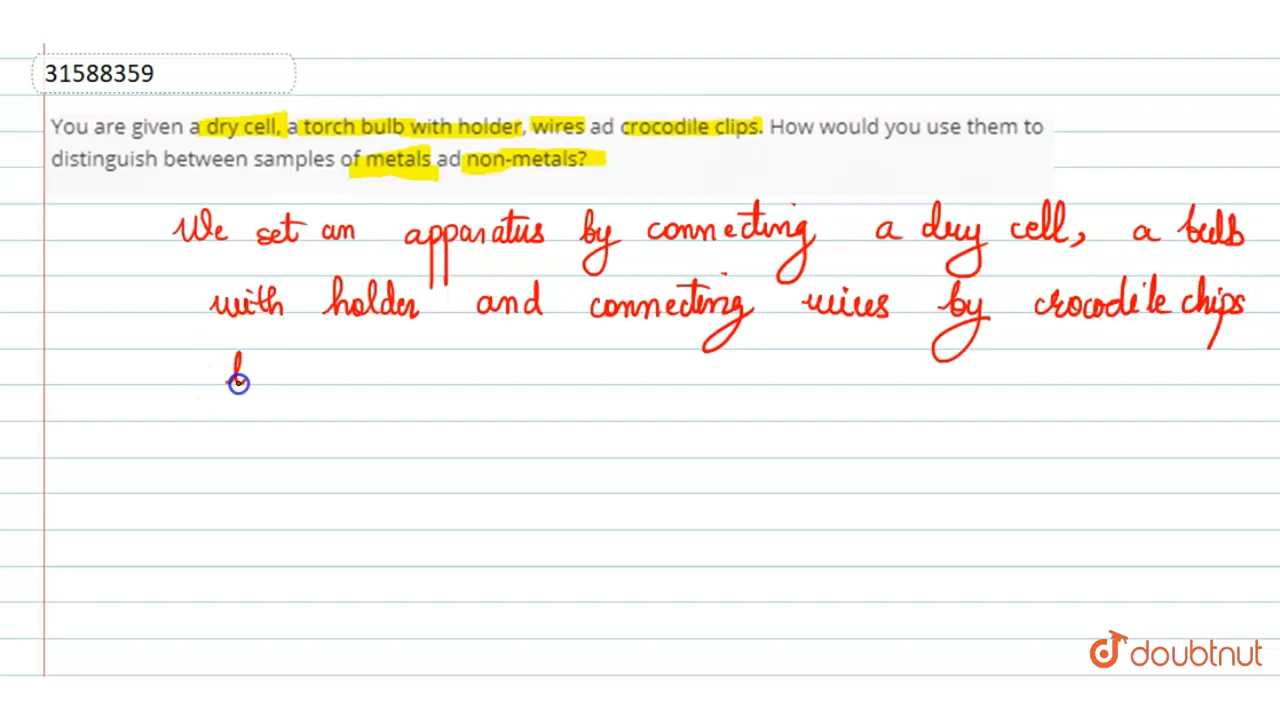 31588359
You are given a dry cell, a torch bulb with holder, wires ad crocodile clips. How would you use them to
distinguish between samples of metals ad non-metals?
We set an apparatus by connecting a dry cell, a bulb
with holder and connecting wires by crocodile chips
doubtnut